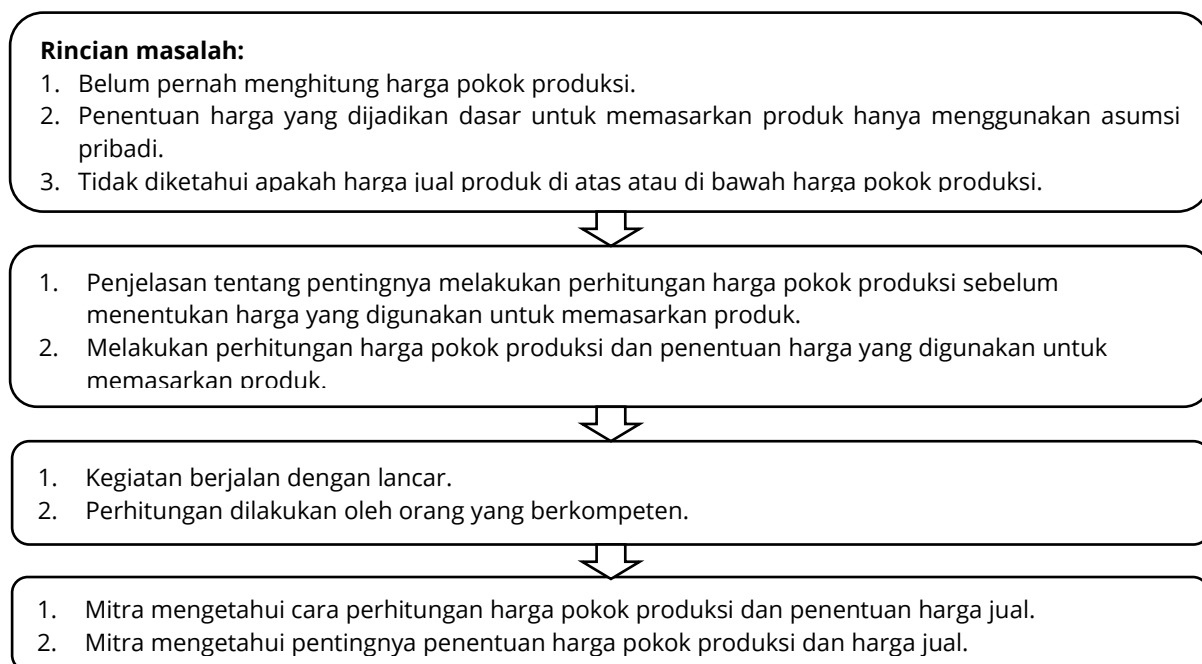 Rincian masalah:
1. Belum pernah menghitung harga pokok produksi.
2. Penentuan harga yang dijadikan dasar untuk memasarkan produk hanya menggunakan asumsi
pribadi.
3. Tidak diketahui apakah harga jual produk di atas atau di bawah harga pokok produksi.
1. Penjelasan tentang pentingnya melakukan perhitungan harga pokok produksi sebelum
menentukan harga yang digunakan untuk memasarkan produk.
2. Melakukan perhitungan harga pokok produksi dan penentuan harga yang digunakan untuk
memasarkan produk.
1. Kegiatan berjalan dengan lancar.
2. Perhitungan dilakukan oleh orang yang berkompeten.
1. Mitra mengetahui cara perhitungan harga pokok produksi dan penentuan harga jual.
2. Mitra mengetahui pentingnya penentuan harga pokok produksi dan harga jual.